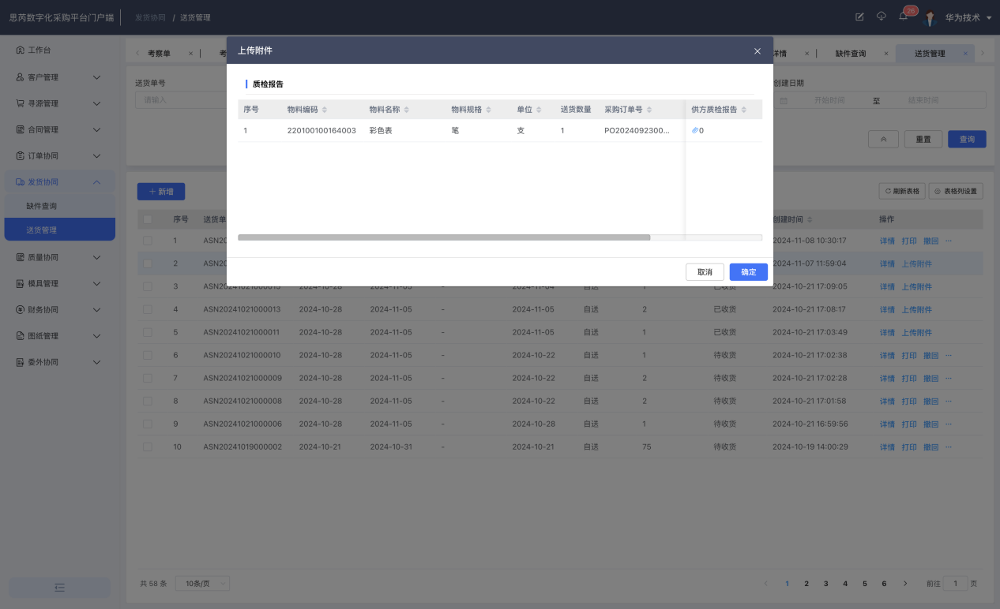 思芮数字化采购平台门户端
发货协同 / 送货管理
26
华为技术
工作台
客户管理
寻源管理
合同管理
订单协同
发货协同
缺件查询
送货管理
质量协同
模具管理
财务协同
图纸管理
委外协同
考察单 × |
详情 × | 缺件查询 × 送货管理 ×
送货单号
请输入
创建日期
开始时间 至 结束时间
重置 查询
上传附件
质检报告
序号 物料编码 物料名称 物料规格 单位 送货数量 采购订单号 供方质检报告
1 220100100164003 彩色表 笔 支 1 PO2024092300... 0
取消 确定
+ 新增
刷新表格 表格列设置
序号 送货单 创建时间 操作
1 ASN20 2024-11-08 10:30:17 详情 打印 撤回 ...
2 ASN20 2024-11-07 11:59:04 详情 上传附件
3 ASN20241021000015 2024-10-28 2024-11-05 - 2024-11-04 自送 1 已收货 2024-10-21 17:09:05 详情 上传附件
4 ASN20241021000013 2024-10-28 2024-11-05 - 2024-11-05 自送 2 已收货 2024-10-21 17:08:17 详情 上传附件
5 ASN20241021000011 2024-10-28 2024-11-05 - 2024-11-05 自送 1 已收货 2024-10-21 17:03:49 详情 上传附件
6 ASN20241021000010 2024-10-28 2024-11-05 - 2024-10-22 自送 1 待收货 2024-10-21 17:02:38 详情 打印 撤回 ...
7 ASN20241021000009 2024-10-28 2024-11-05 - 2024-10-22 自送 2 待收货 2024-10-21 17:02:28 详情 打印 撤回 ...
8 ASN20241021000008 2024-10-28 2024-11-05 - 2024-10-22 自送 2 待收货 2024-10-21 17:01:58 详情 打印 撤回 ...
9 ASN20241021000006 2024-10-28 2024-11-05 - 2024-10-28 自送 1 待收货 2024-10-21 16:59:56 详情 打印 撤回 ...
10 ASN20241019000002 2024-10-21 2024-10-31 - 2024-10-21 自送 75 待收货 2024-10-19 14:00:29 详情 打印 撤回 ...
共 58 条 10条/页
1 2 3 4 5 6 前往 1 页